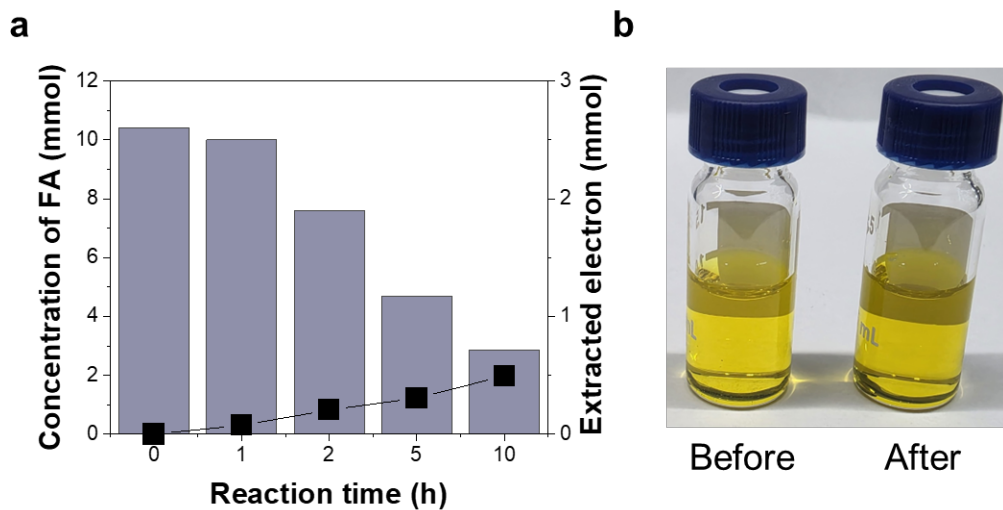 a
b
Concentration of FA (mmol)
12
10
8
6
4
2
0
3
2
1
0
Extracted electron (mmol)
0 1 2 5 10
Reaction time (h)
mL
Before After